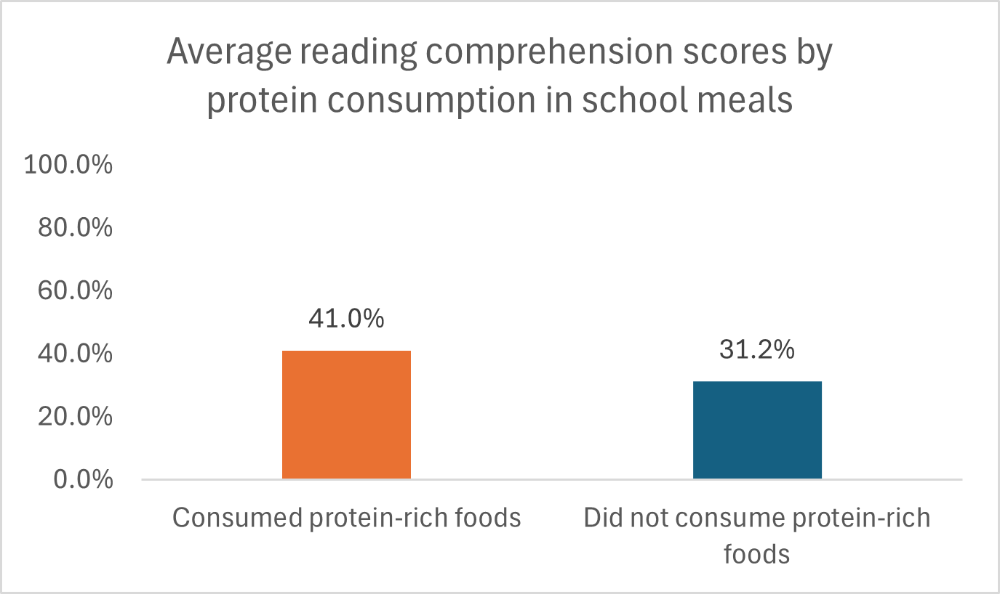 Average reading comprehension scores by
protein consumption in school meals
100.0%
80.0%
60.0%
40.0%
20.0%
0.0%
41.0%
31.2%
Consumed protein-rich foods
Did not consume protein-rich
foods